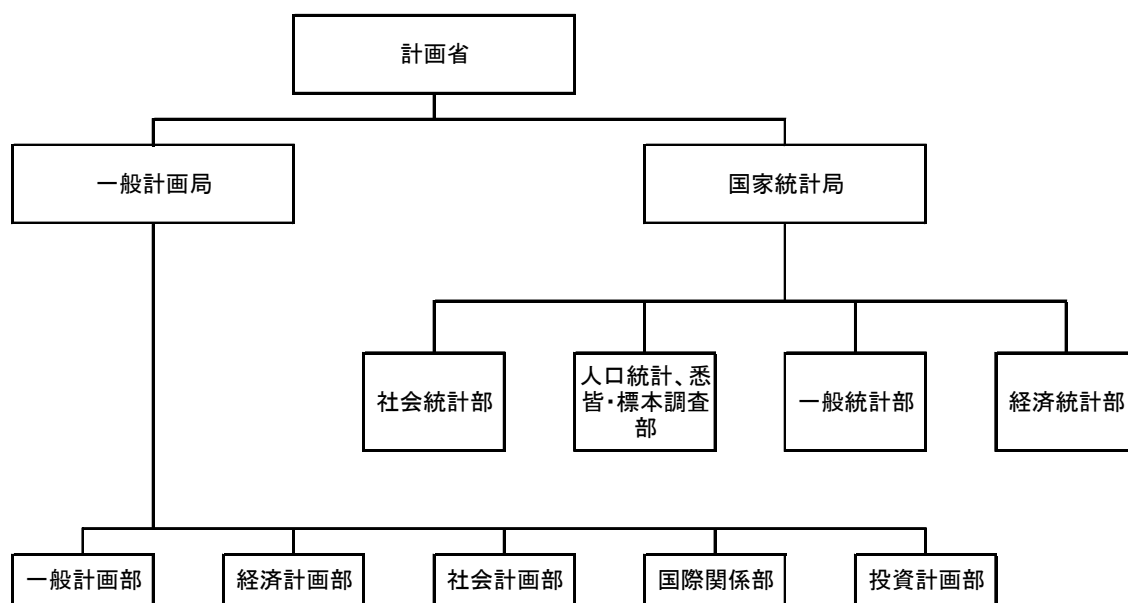 計画省
一般計画局
国家統計局
社会統計部
人口統計、悉
皆・標本調査
部
一般統計部
経済統計部
一般計画部
経済計画部
社会計画部
国際関係部
投資計画部